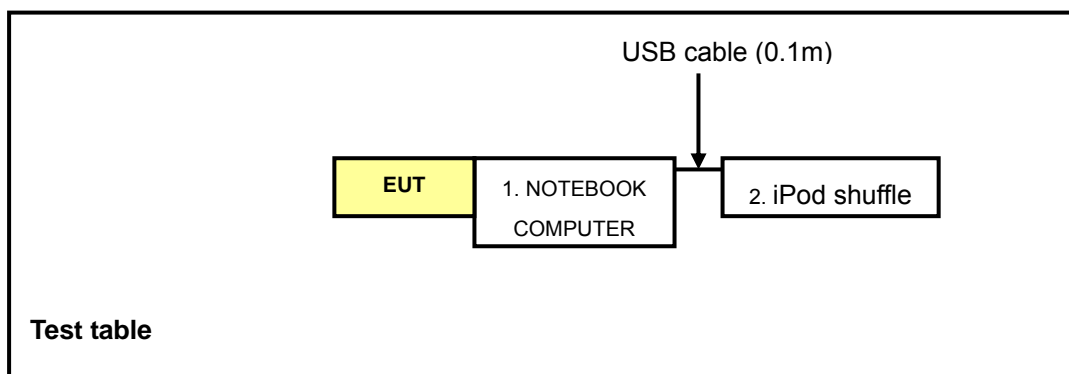 USB cable (0.1m)
EUT
1. NOTEBOOK
COMPUTER
2. iPod shuffle
Test table